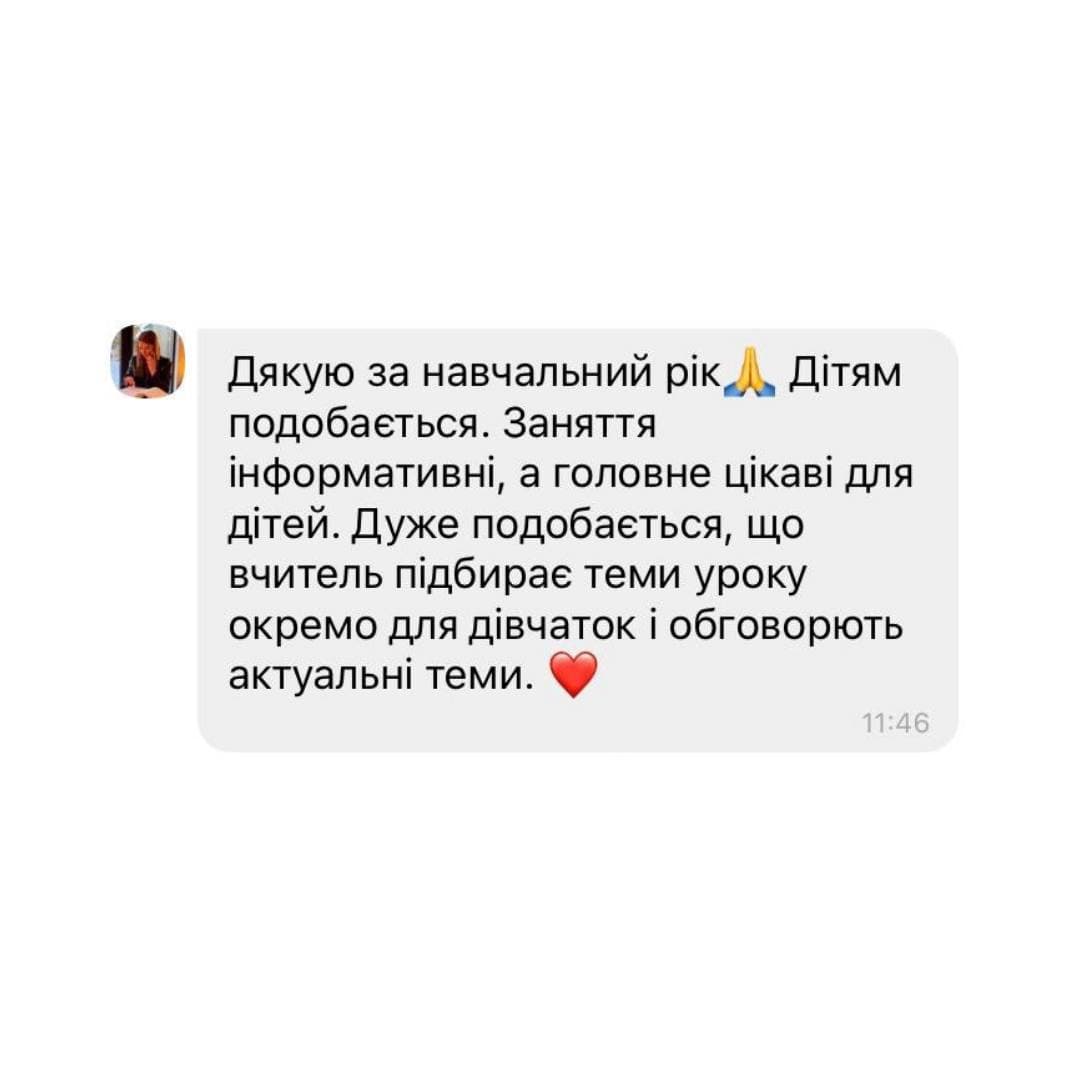 Дякую за навчальний рік🙏 Дітям
подобається. Заняття
інформативні, а головне цікаві для
дітей. Дуже подобається, що
вчитель підбирає теми уроку
окремо для дівчаток і обговорють
актуальні теми. ❤️
11:46